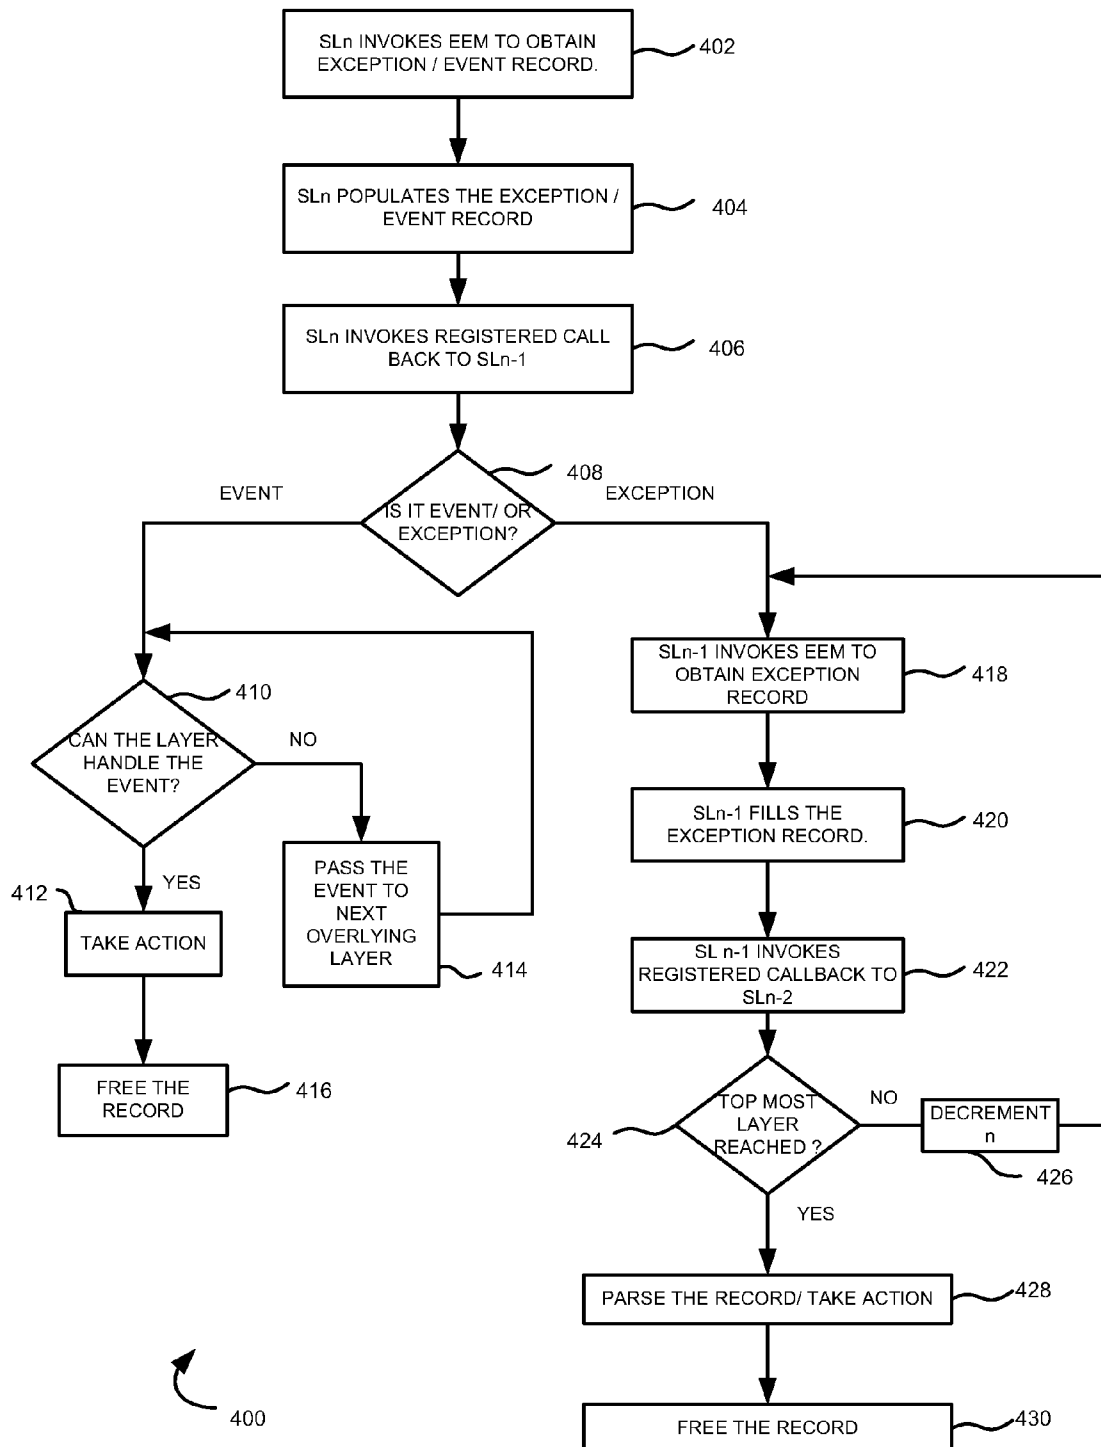 SLn INVOKES EEM TO OBTAIN
EXCEPTION / EVENT RECORD.
402
SLn POPULATES THE EXCEPTION /
EVENT RECORD
404
SLn INVOKES REGISTERED CALL
BACK TO SLn-1
406
408
EVENT
EXCEPTION
IS IT EVENT/ OR
EXCEPTION?
SLn-1 INVOKES EEM TO
OBTAIN EXCEPTION
RECORD
418
410
CAN THE LAYER
HANDLE THE
EVENT?
NO
SLn-1 FILLS THE
EXCEPTION RECORD.
420
PASS THE
EVENT TO
NEXT
OVERLYING
LAYER
414
YES
412
TAKE ACTION
SL n-1 INVOKES
REGISTERED CALLBACK TO
SLn-2
422
FREE THE
RECORD
416
TOP MOST
LAYER
REACHED ?
424
NO
DECREMENT
n
426
YES
PARSE THE RECORD/ TAKE ACTION
428
400
FREE THE RECORD
430